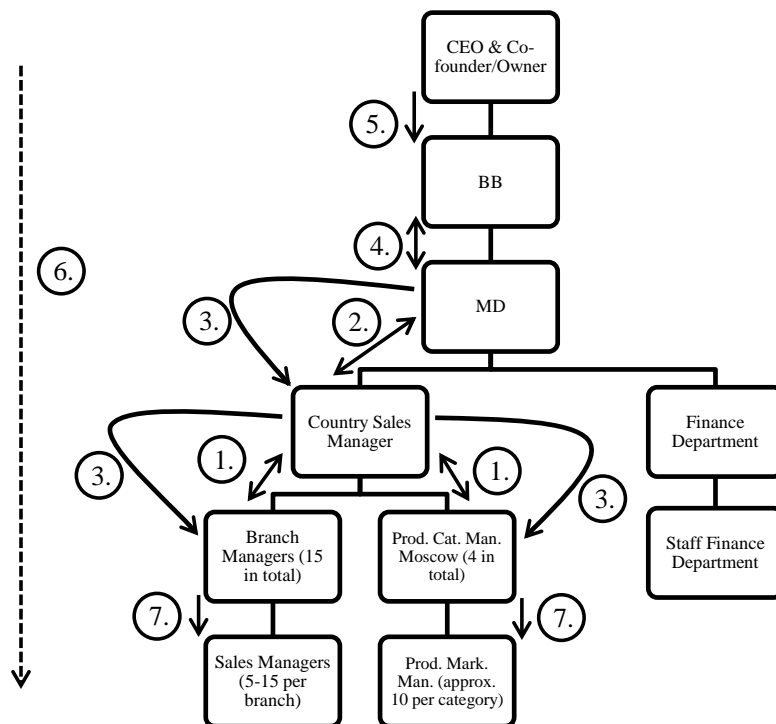 CEO & Co-
founder/Owner
5.
BB
4.
6.
MD
3.
2.
Country Sales
Manager
Finance
Department
1.
1.
3.
3.
Branch
Managers (15
in total)
Prod. Cat. Man.
Moscow (4 in
total)
Staff Finance
Department
7.
7.
Sales Managers
(5-15 per
branch)
Prod. Mark.
Man. (approx.
10 per category)